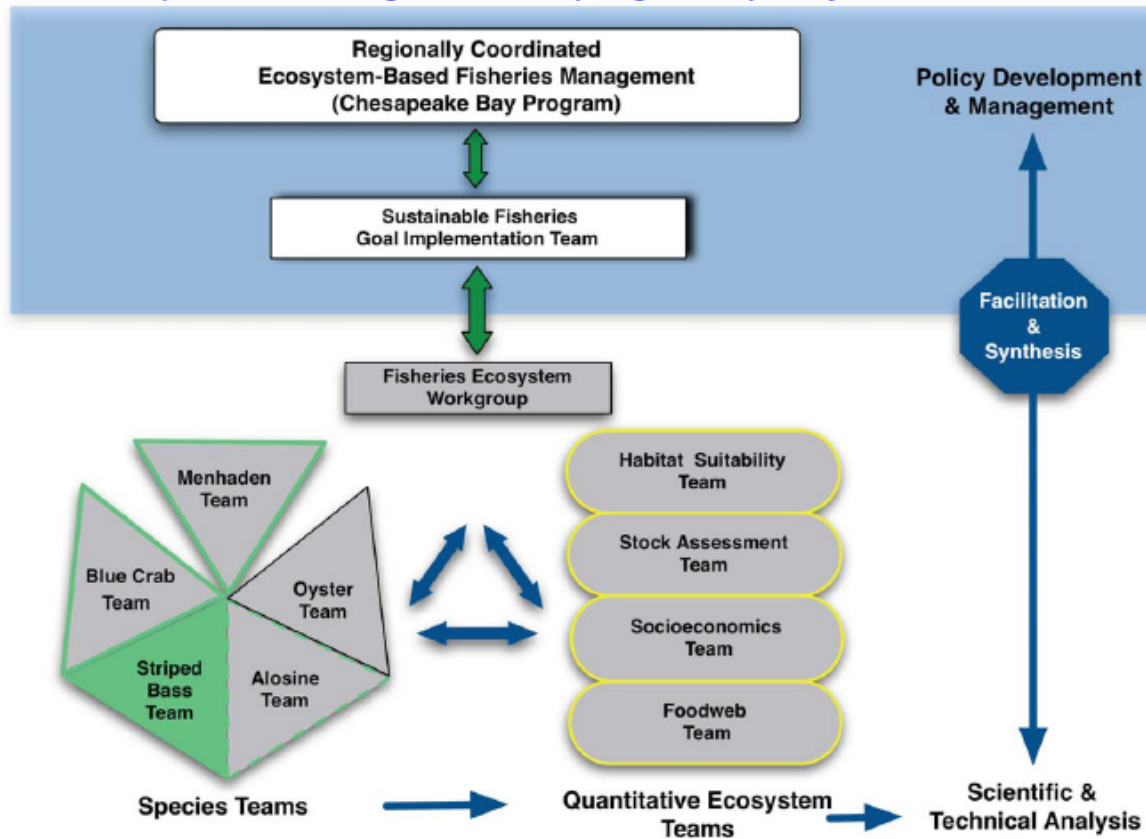 Regionally Coordinated
Ecosystem-Based Fisheries Management
(Chesapeake Bay Program)
Policy Development
& Management
Sustainable Fisheries
Goal Implementation Team
Facilitation
&
Synthesis
Fisheries Ecosystem
Workgroup
Menhaden
Team
Blue Crab
Team
Oyster
Team
Striped
Bass
Team
Alosine
Team
Habitat Suitability
Team
Stock Assessment
Team
Socioeconomics
Team
Foodweb
Team
Species Teams
Quantitative Ecosystem
Teams
Scientific &
Technical Analysis